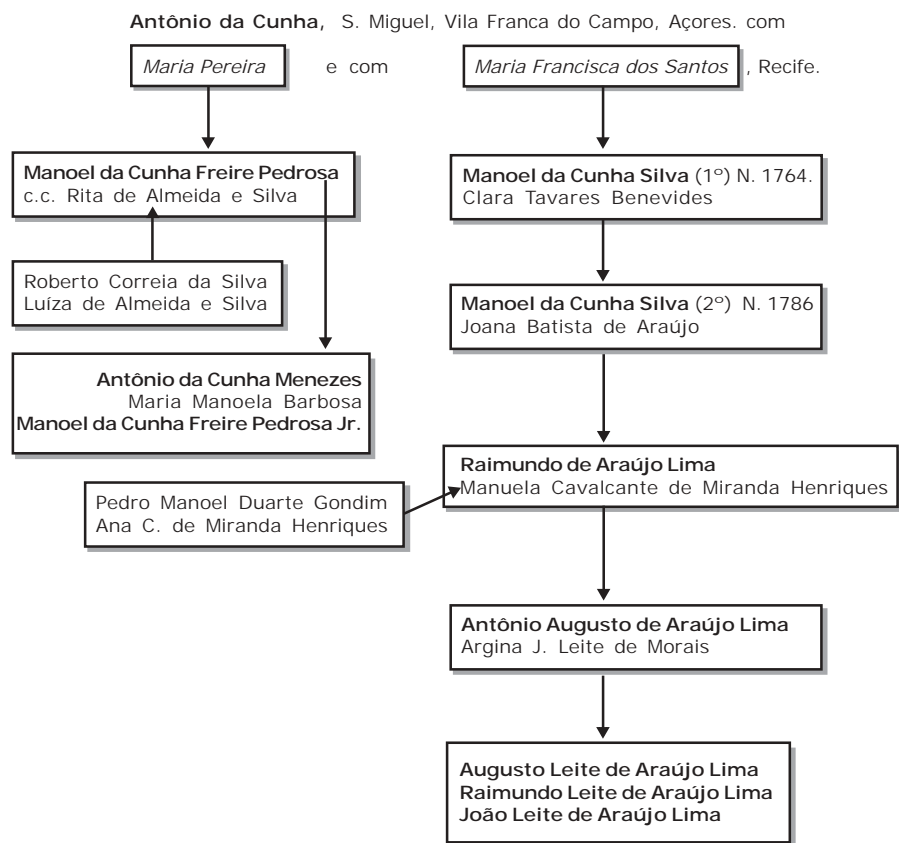 Antônio da Cunha, S. Miguel, Vila Franca do Campo, Açores. com
Maria Pereira e com Maria Francisca dos Santos , Recife.
Manoel da Cunha Freire Pedrosa
c.c. Rita de Almeida e Silva
Manoel da Cunha Silva (1º) N. 1764.
Clara Tavares Benevides
Roberto Correia da Silva
Luíza de Almeida e Silva
Manoel da Cunha Silva (2º) N. 1786
Joana Batista de Araújo
Antônio da Cunha Menezes
Maria Manoela Barbosa
Manoel da Cunha Freire Pedrosa Jr.
Raimundo de Araújo Lima
Manuela Cavalcante de Miranda Henriques
Pedro Manoel Duarte Gondim
Ana C. de Miranda Henriques
Antônio Augusto de Araújo Lima
Argina J. Leite de Morais
Augusto Leite de Araújo Lima
Raimundo Leite de Araújo Lima
João Leite de Araújo Lima